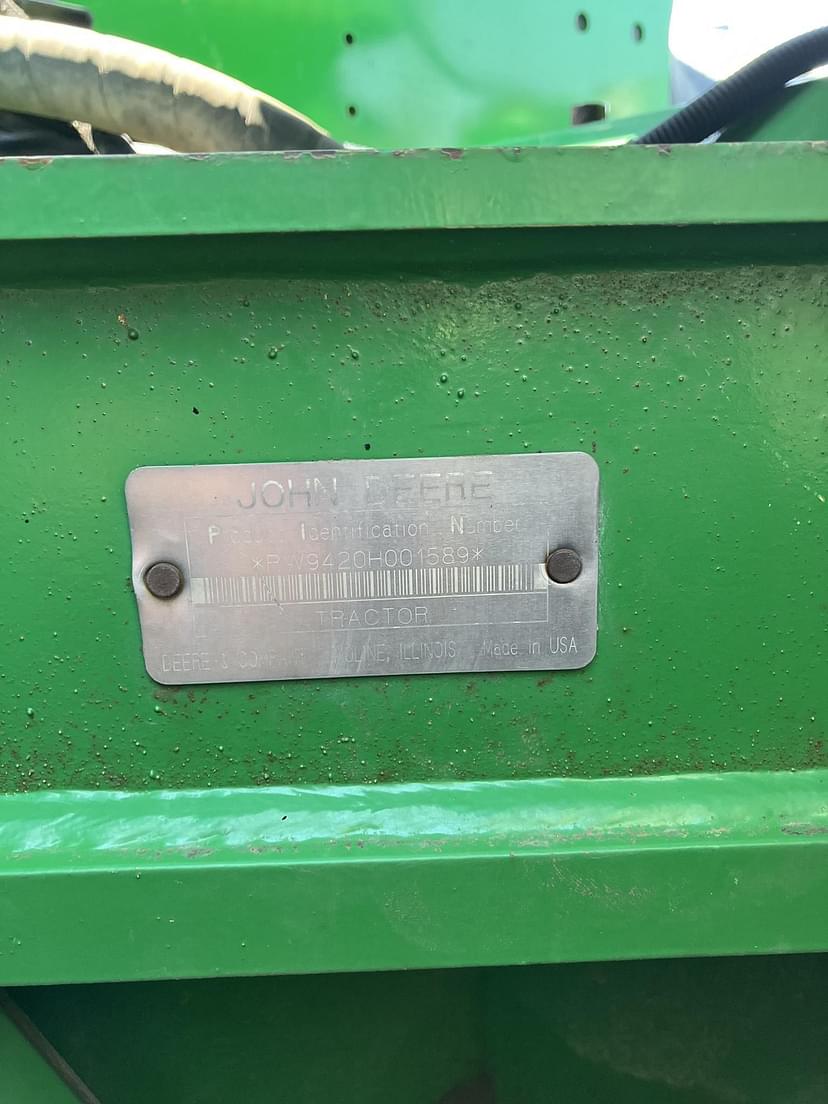 JOHN DEERE
Product Identification Number
*RW9420H001589*
TRACTOR
DEERE & COMPANY MOLINE, ILLINOIS Made in USA